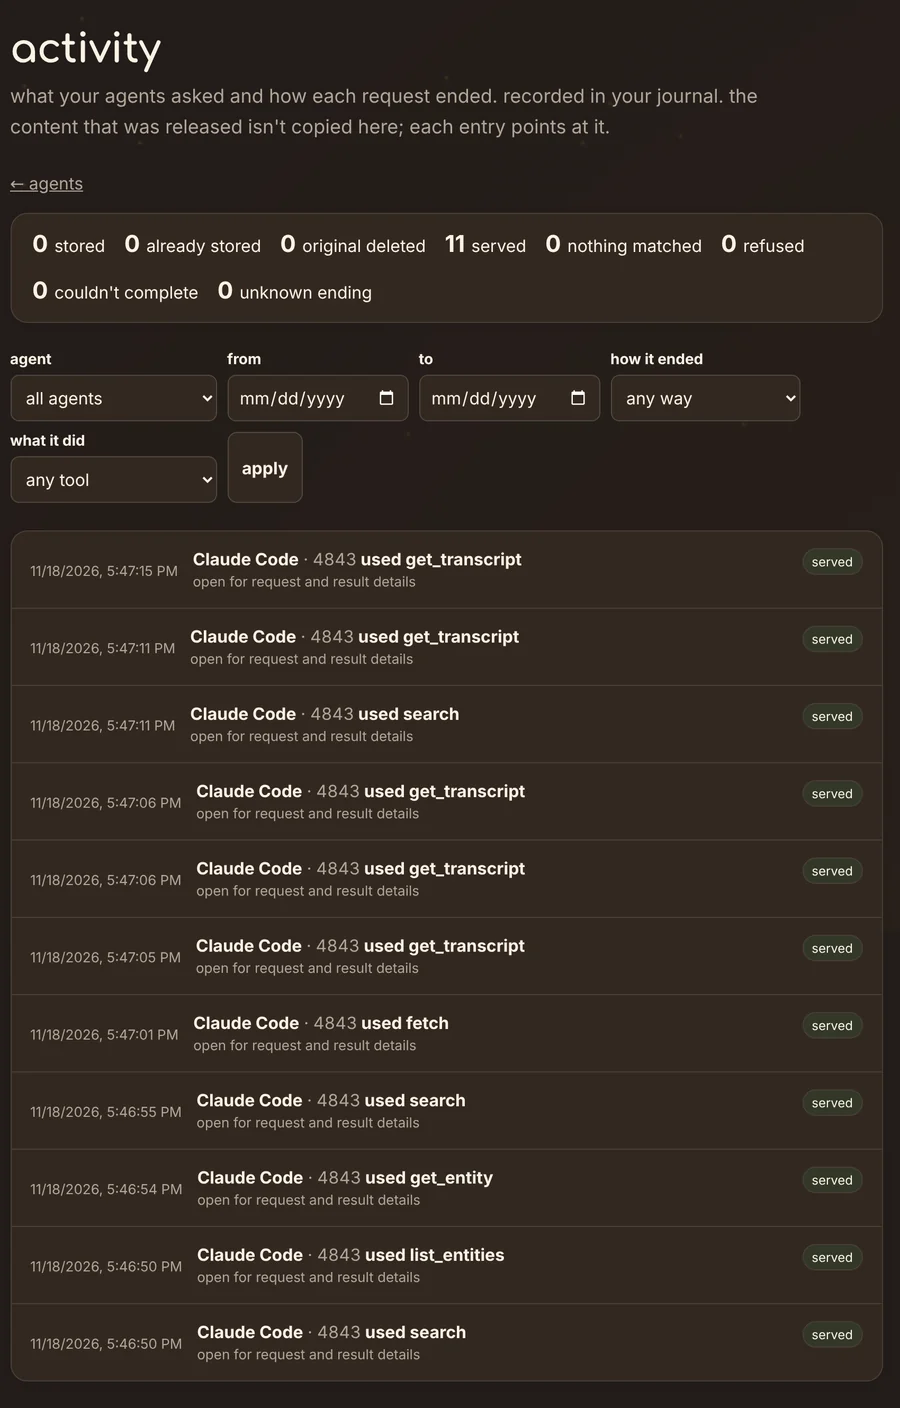 activity
what your agents asked and how each request ended. recorded in your journal. the
content that was released isn't copied here; each entry points at it.
← agents
0 stored 0 already stored 0 original deleted 11 served 0 nothing matched 0 refused
0 couldn't complete 0 unknown ending
agent from to how it ended
all agents mm/dd/yyyy mm/dd/yyyy any way
what it did
any tool apply
11/18/2026, 5:47:15 PM Claude Code · 4843 used get_transcript served
open for request and result details
11/18/2026, 5:47:11 PM Claude Code · 4843 used get_transcript served
open for request and result details
11/18/2026, 5:47:11 PM Claude Code · 4843 used search served
open for request and result details
11/18/2026, 5:47:06 PM Claude Code · 4843 used get_transcript served
open for request and result details
11/18/2026, 5:47:06 PM Claude Code · 4843 used get_transcript served
open for request and result details
11/18/2026, 5:47:05 PM Claude Code · 4843 used get_transcript served
open for request and result details
11/18/2026, 5:47:01 PM Claude Code · 4843 used fetch served
open for request and result details
11/18/2026, 5:46:55 PM Claude Code · 4843 used search served
open for request and result details
11/18/2026, 5:46:54 PM Claude Code · 4843 used get_entity served
open for request and result details
11/18/2026, 5:46:50 PM Claude Code · 4843 used list_entities served
open for request and result details
11/18/2026, 5:46:50 PM Claude Code · 4843 used search served
open for request and result details